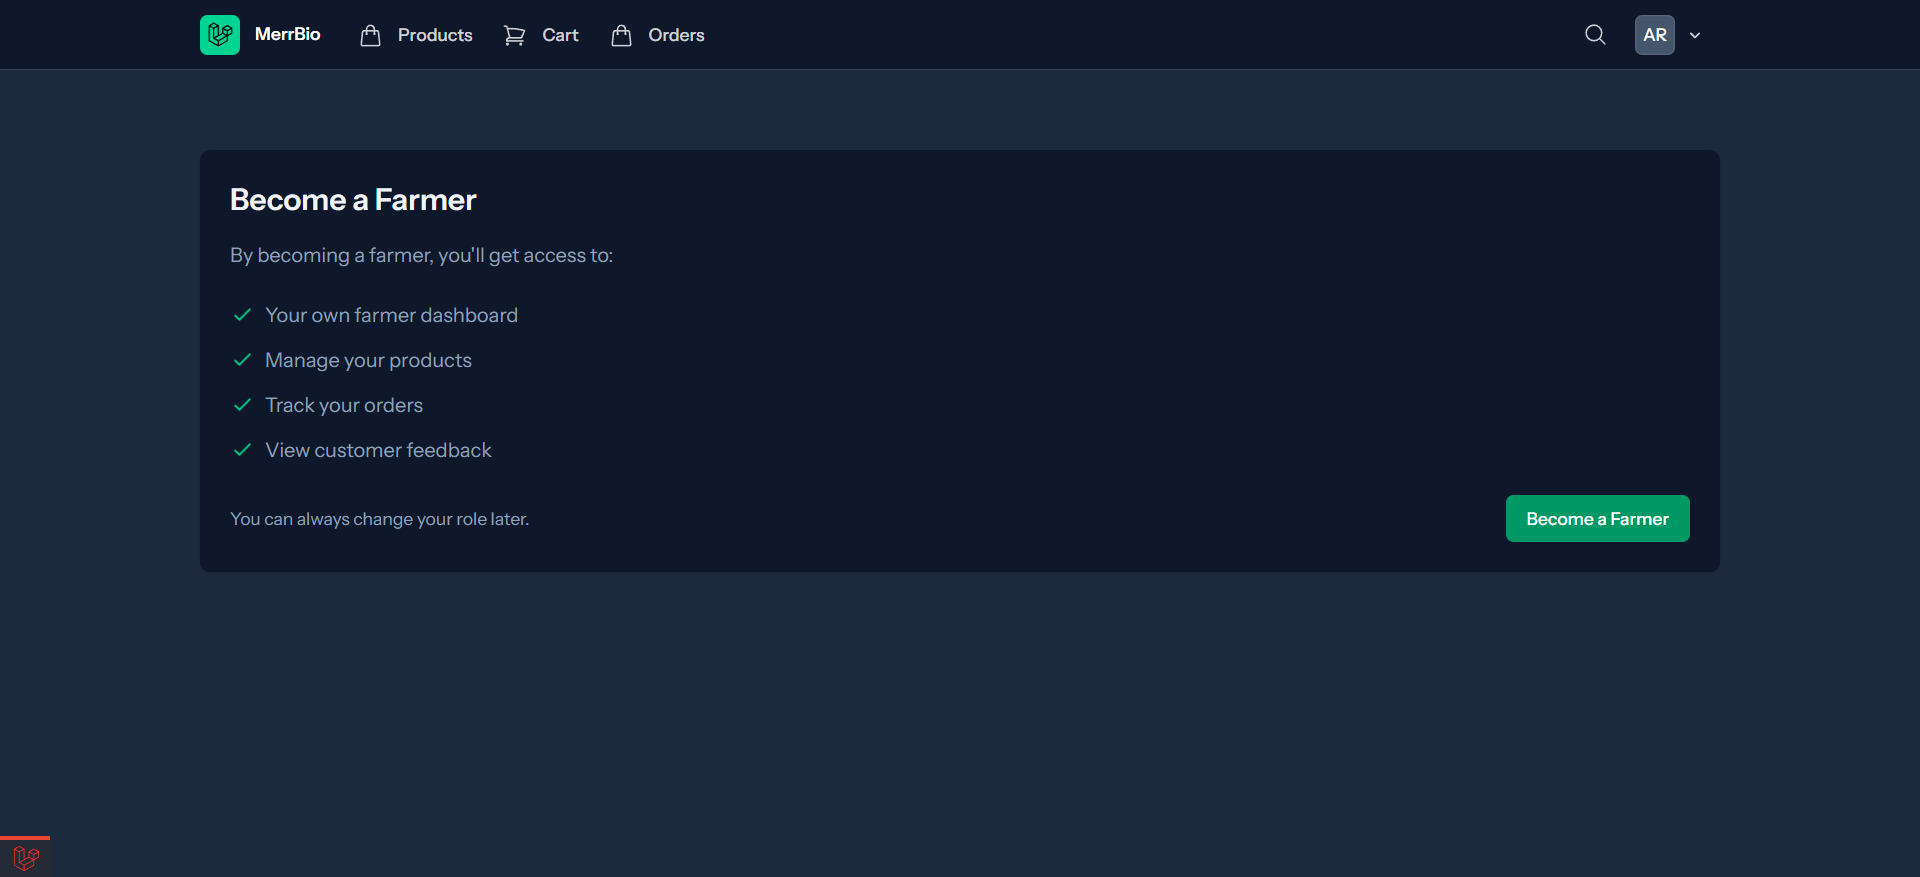 MerrBio
Products
Cart
Orders
AR
Become a Farmer
By becoming a farmer, you'll get access to:
Your own farmer dashboard
Manage your products
Track your orders
View customer feedback
You can always change your role later.
Become a Farmer